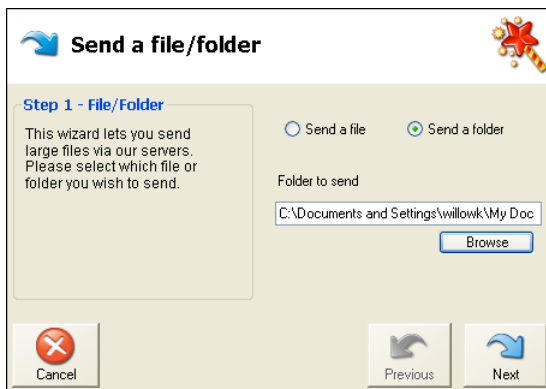 Send a file/folder
Step 1 - File/Folder
This wizard lets you send
large files via our servers.
Please select which file or
folder you wish to send.
Send a file
Send a folder
Folder to send
C:\Documents and Settings\willowk\My Doc
Browse
Cancel
Previous
Next